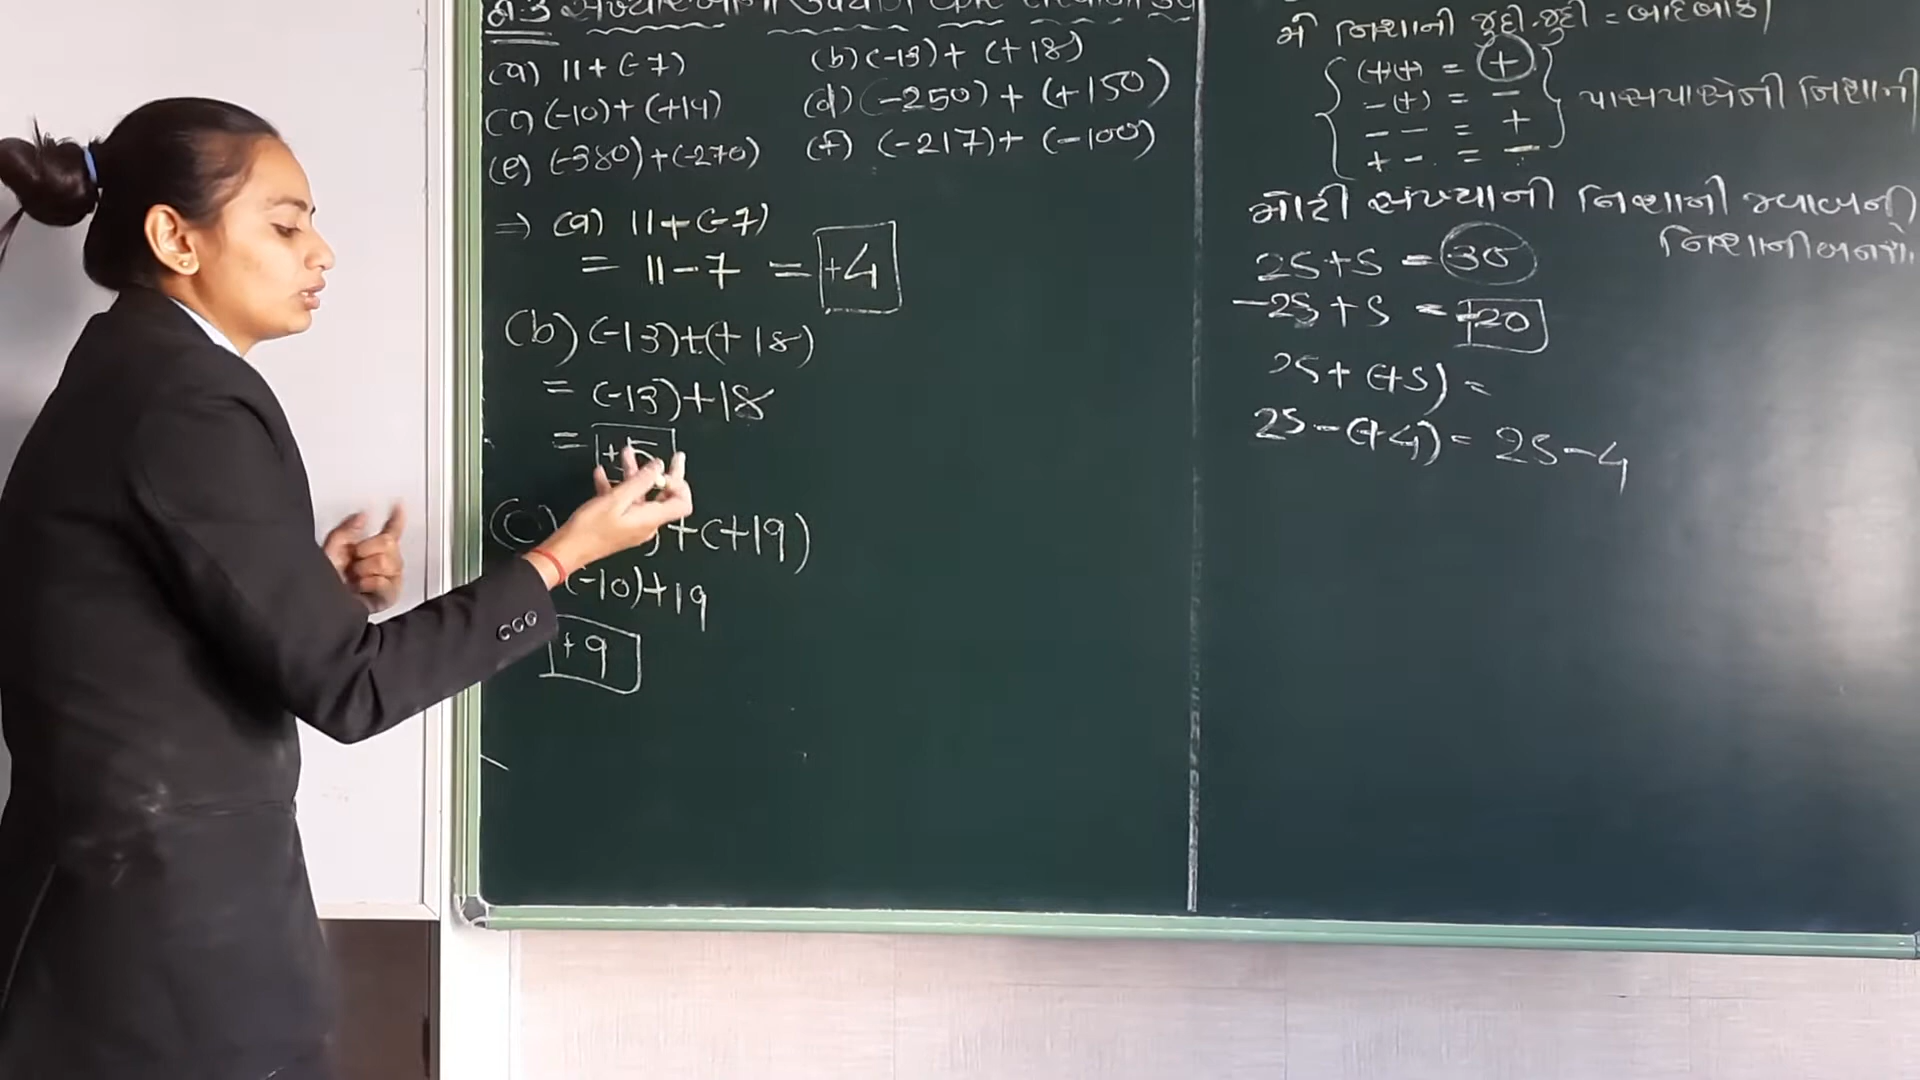 પ્ર.3 સંખ્યારેખાનો ઉપયોગ કર્યા સરવાળો
(a) 11 + (-7) (b) (-13) + (+18)
(c) (-10) + (+19) (d) (-250) + (+150)
(e) (-380) + (-270) (f) (-217) + (-100)
⇒ (a) 11 + (-7)
= 11 - 7 = +4
(b) (-13) + (+18)
= (-13) + 18
= +5
(c) + (+19)
(-10) + 19
+9
નિશાની જુદી-જુદી = બાદબાકી
(+)(+) = +
-(+) = -
- - = +
+ - = -
પાસપાસેની નિશાની
મોટી સંખ્યાની નિશાની જવાબની
નિશાની બનશે.
25 + 5 = 30
-25 + 5 = -20
25 + (+5) =
25 - (+4) = 25 - 4